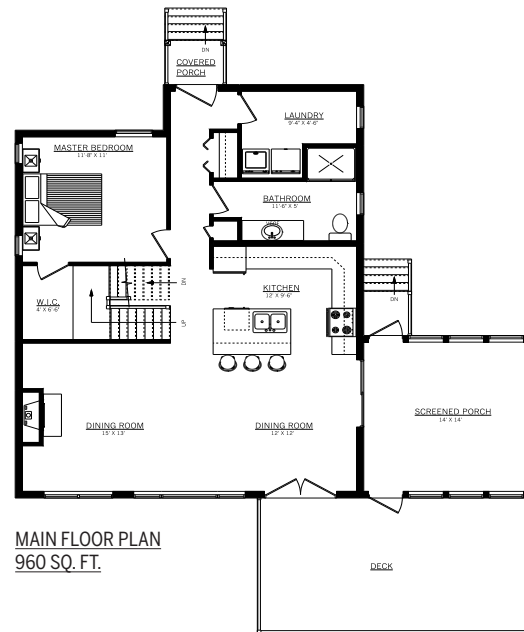 DN
COVERED
PORCH
LAUNDRY
9'-4" X 4'-6"
MASTER BEDROOM
11'-8" X 11'
BATHROOM
11'-6" X 5'
DN
KITCHEN
12' X 9'-6"
DN
W.I.C.
4' X 6'-6"
UP
SCREENED PORCH
14' X 14'
DINING ROOM
15' X 13'
DINING ROOM
12' X 12'
MAIN FLOOR PLAN
960 SQ. FT.
DECK